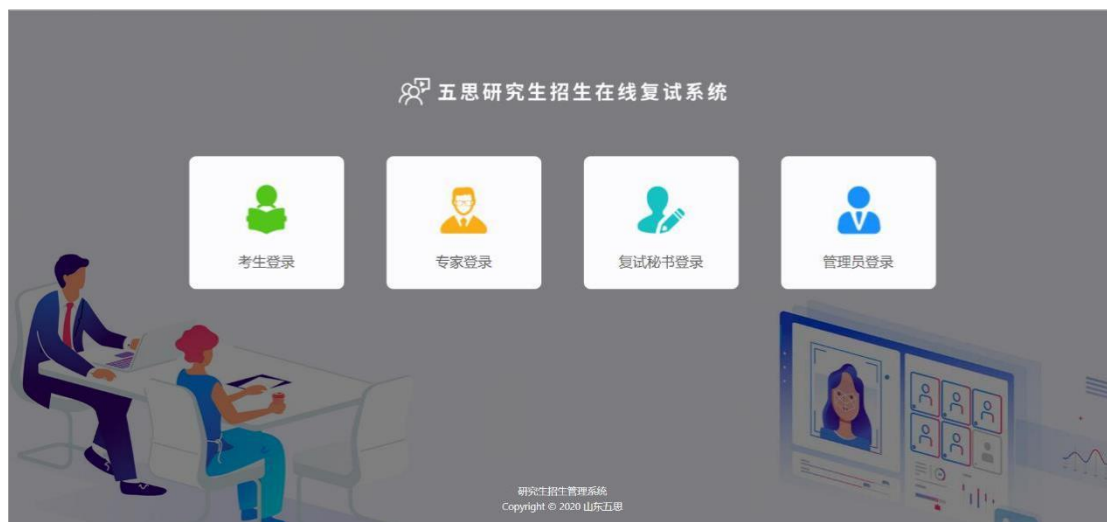 五思研究生招生在线复试系统
考生登录
专家登录
复试秘书登录
管理员登录
研究生招生管理系统
Copyright © 2020 山东五思